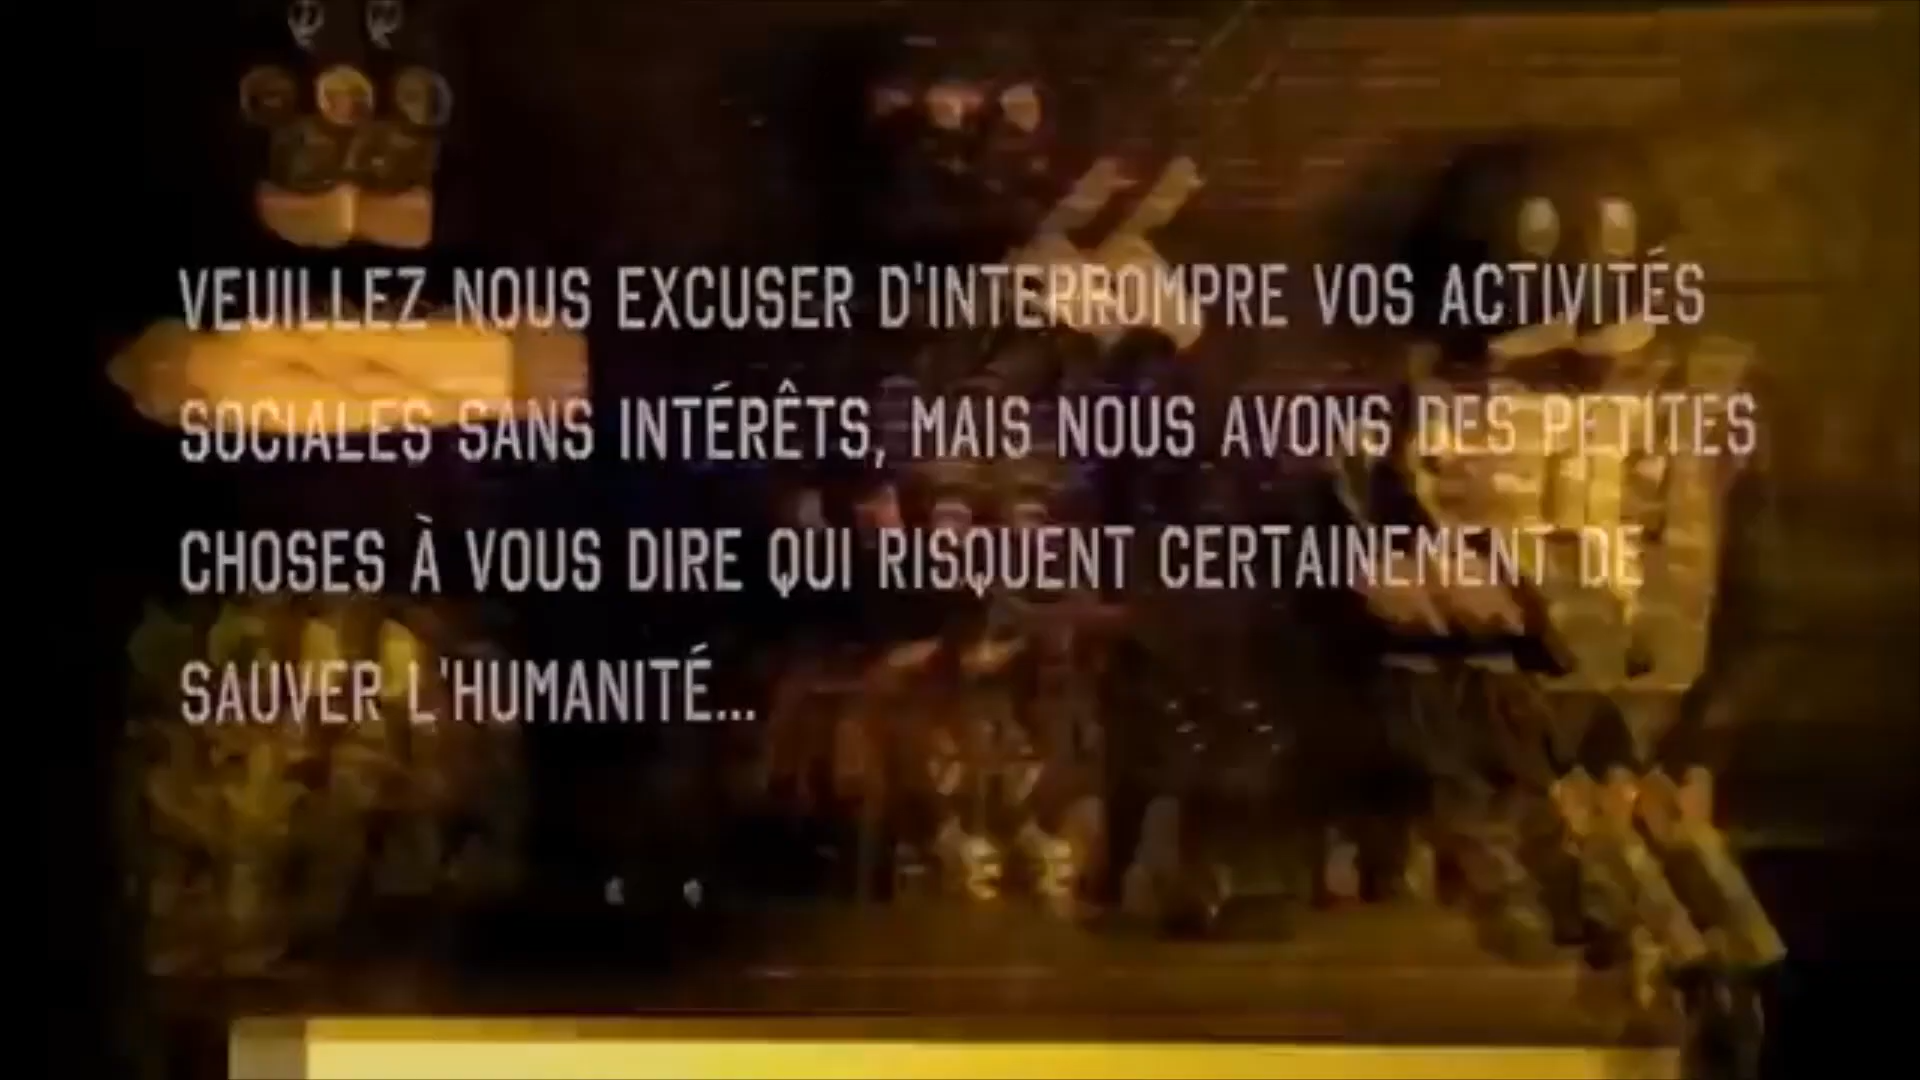 VEUILLEZ NOUS EXCUSER D'INTERROMPRE VOS ACTIVITÉS
SOCIALES SANS INTÉRÊTS, MAIS NOUS AVONS DES PETITES
CHOSES À VOUS DIRE QUI RISQUENT CERTAINEMENT DE
SAUVER L'HUMANITÉ...